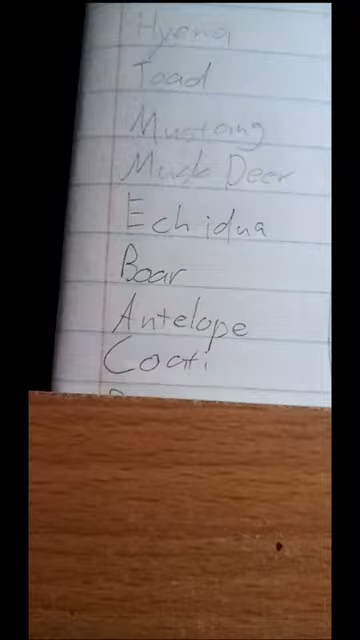 Hyena
Toad
Mustang
Musk Deer
Echidna
Boar
Antelope
Coati